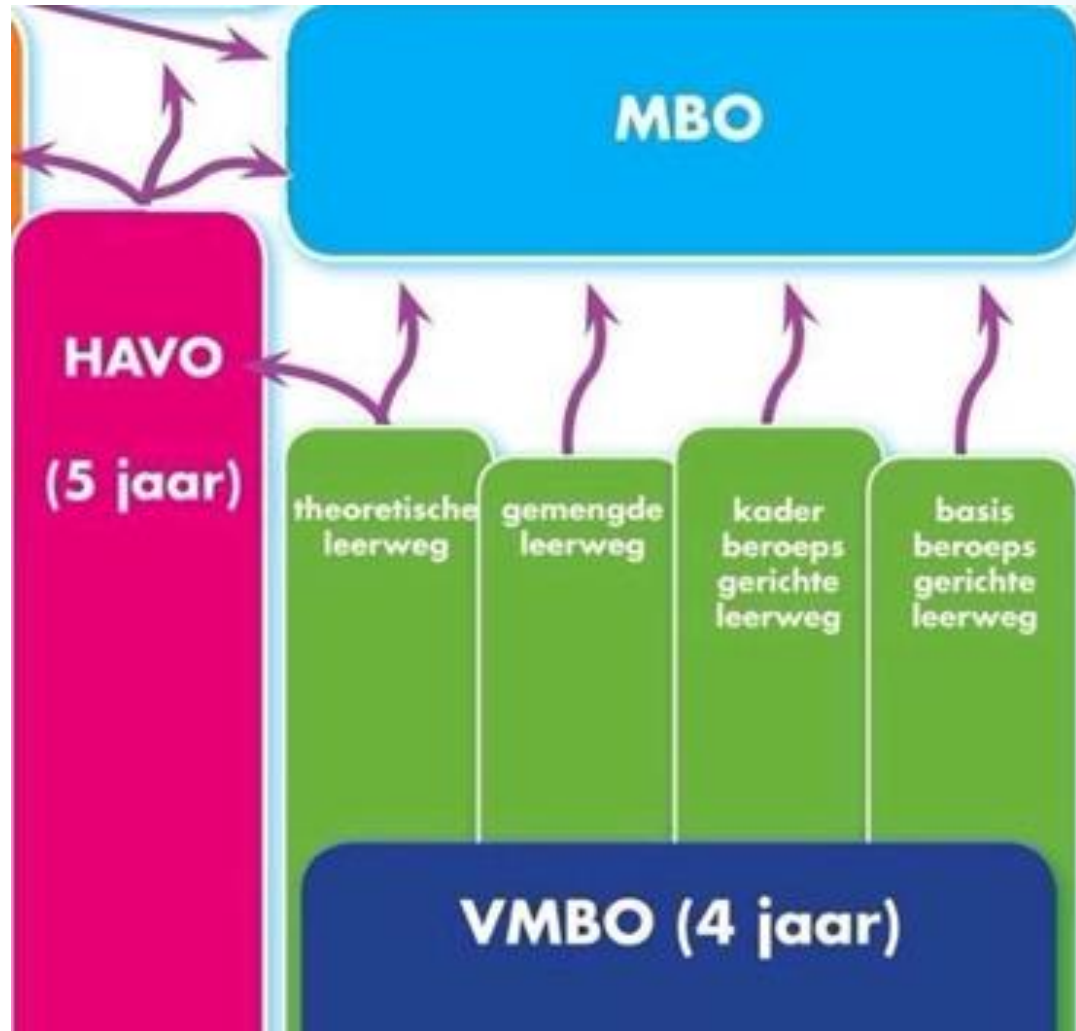 MBO
HAVO
(5 jaar)
theoretische
leerweg
gemengde
leerweg
kader
beroeps
gerichte
leerweg
basis
beroeps
gerichte
leerweg
VMBO (4 jaar)